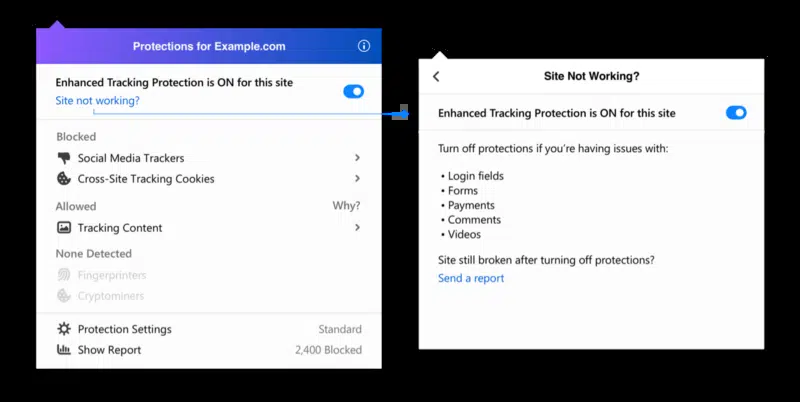 Protections for Example.com
Enhanced Tracking Protection is ON for this site
Site not working?
Blocked
Social Media Trackers
Cross-Site Tracking Cookies
Allowed Why?
Tracking Content
None Detected
Fingerprinters
Cryptominers
Protection Settings Standard
Show Report 2,400 Blocked
Site Not Working?
Enhanced Tracking Protection is ON for this site
Turn off protections if you’re having issues with:
• Login fields
• Forms
• Payments
• Comments
• Videos
Site still broken after turning off protections?
Send a report